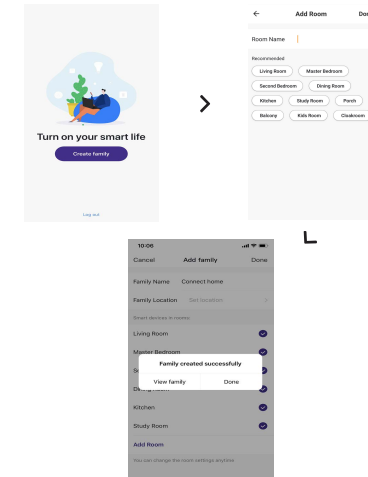 Turn on your smart life
Create family
Log out
Add Room
Room Name
Recommended
Living Room
Master Bedroom
Second Bedroom
Dining Room
Kitchen
Study Room
Porch
Balcony
Kids Room
Cloakroom
10:06
Cancel
Add family
Done
Family Name
Connect home
Family Location
Set location
Smart devices in rooms:
Living Room
Master Bedroom
Family created successfully
View family
Done
Kitchen
Study Room
Add Room
You can change the room settings anytime